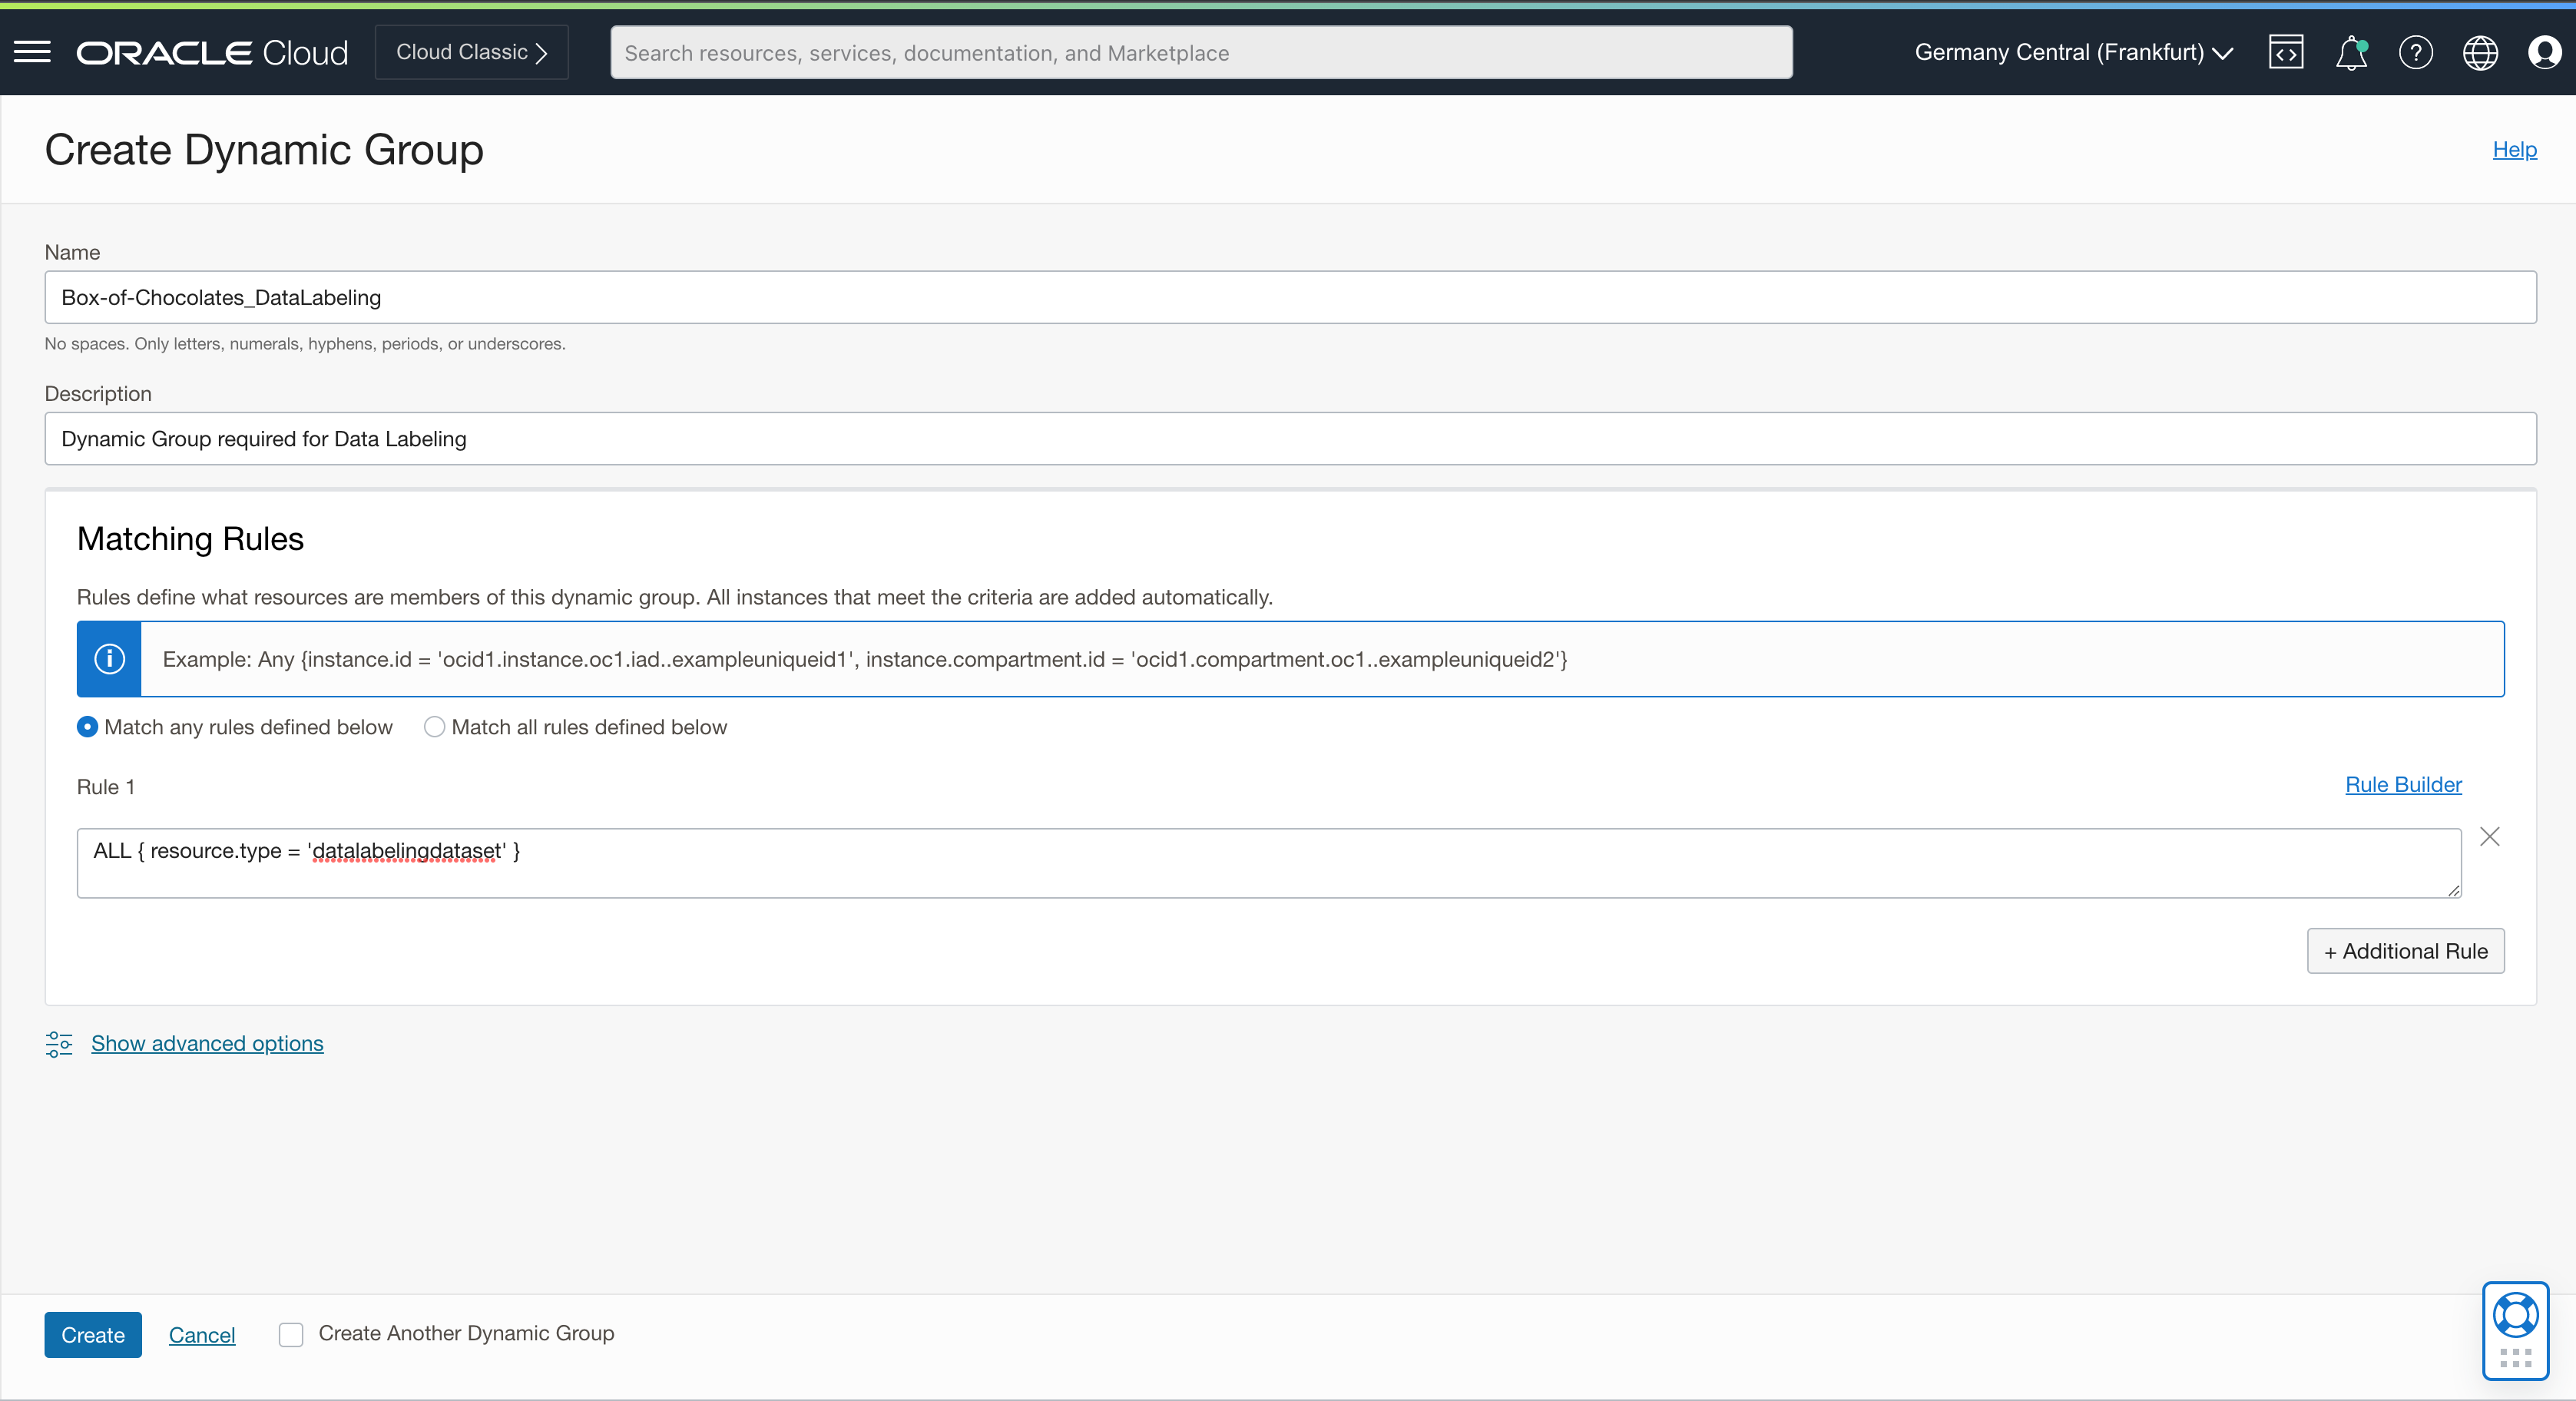 ORACLE Cloud
Cloud Classic
Search resources, services, documentation, and Marketplace
Germany Central (Frankfurt)
Create Dynamic Group
Help
Name
Box-of-Chocolates_DataLabeling
No spaces. Only letters, numerals, hyphens, periods, or underscores.
Description
Dynamic Group required for Data Labeling
Matching Rules
Rules define what resources are members of this dynamic group. All instances that meet the criteria are added automatically.
Example: Any {instance.id = 'ocid1.instance.oc1.iad..exampleuniqueid1', instance.compartment.id = 'ocid1.compartment.oc1..exampleuniqueid2'}
Match any rules defined below
Match all rules defined below
Rule 1
Rule Builder
ALL { resource.type = 'datalabelingdataset' }
+ Additional Rule
Show advanced options
Create
Cancel
Create Another Dynamic Group